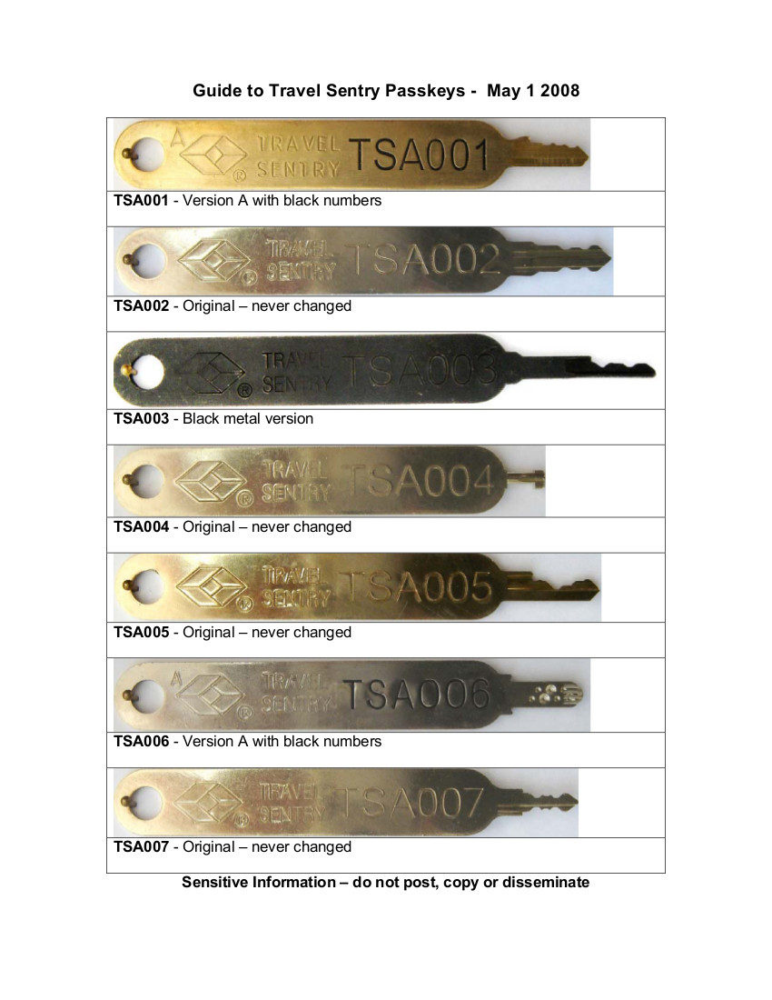 Guide to Travel Sentry Passkeys - May 1 2008
A TRAVEL SENTRY ® TSA001
TSA001 - Version A with black numbers
TRAVEL SENTRY ® TSA002
TSA002 - Original – never changed
TRAVEL SENTRY ® TSA003
TSA003 - Black metal version
TRAVEL SENTRY ® TSA004
TSA004 - Original – never changed
TRAVEL SENTRY ® TSA005
TSA005 - Original – never changed
A TRAVEL SENTRY ® TSA006
TSA006 - Version A with black numbers
TRAVEL SENTRY ® TSA007
TSA007 - Original – never changed
Sensitive Information – do not post, copy or disseminate